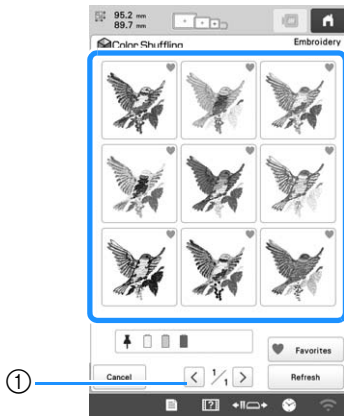 95.2 mm
89.7 mm
Color Shuffling
Embroidery
Favorites
①
Cancel
1/1
Refresh